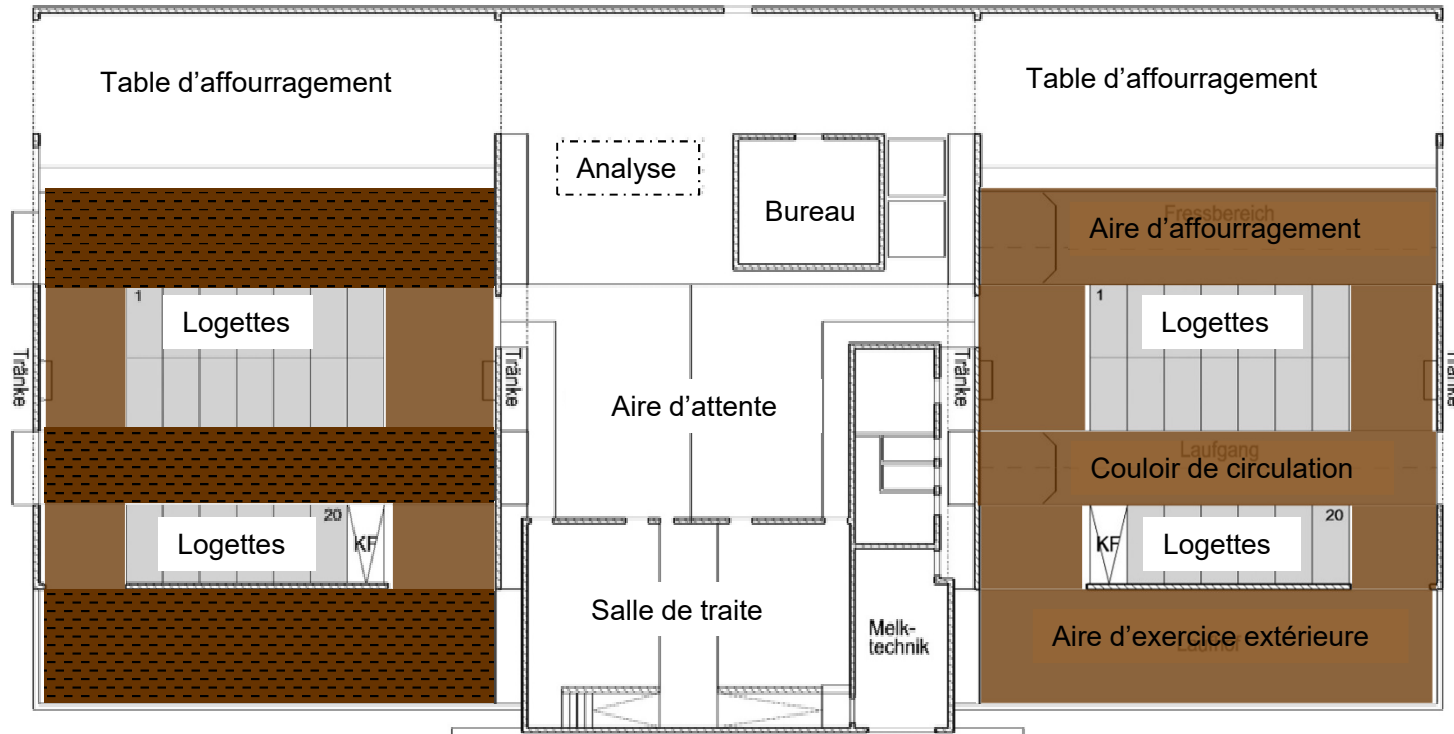 Table d'affourragement
Table d'affourragement
Analyse
Bureau
Fressbereich
Aire d'affourragement
1
Logettes
1
Logettes
Tränke
Tränke
Tränke
Tränke
Aire d'attente
Laufgang
Couloir de circulation
20
Logettes
KF
KF
Logettes
20
Salle de traite
Melk-
technik
Aire d'exercice extérieure
Laufhof